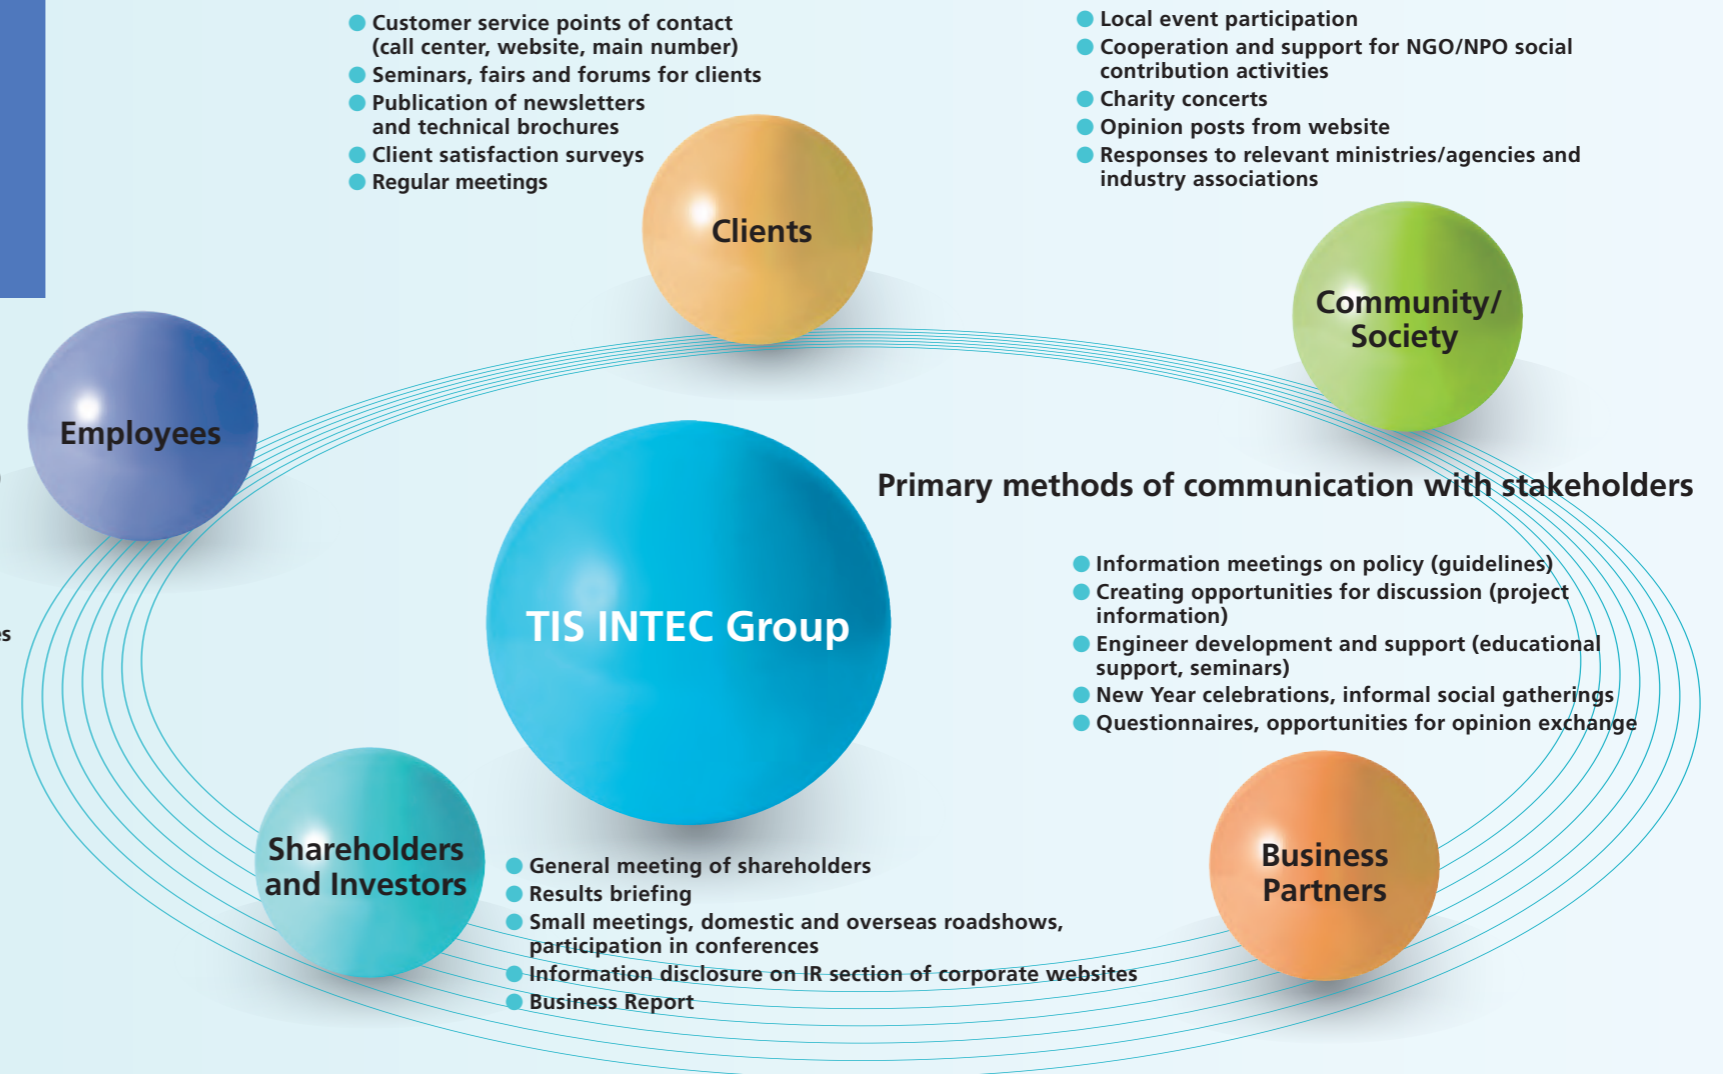 Customer service points of contact
(call center, website, main number)
Seminars, fairs and forums for clients
Publication of newsletters
and technical brochures
Client satisfaction surveys
Regular meetings
Clients
Local event participation
Cooperation and support for NGO/NPO social
contribution activities
Charity concerts
Opinion posts from website
Responses to relevant ministries/agencies and
industry associations
Community/
Society
Employees
Primary methods of communication with stakeholders
TIS INTEC Group
Information meetings on policy (guidelines)
Creating opportunities for discussion (project
information)
Engineer development and support (educational
support, seminars)
New Year celebrations, informal social gatherings
Questionnaires, opportunities for opinion exchange
Business
Partners
Shareholders
and Investors
General meeting of shareholders
Results briefing
Small meetings, domestic and overseas roadshows,
participation in conferences
Information disclosure on IR section of corporate websites
Business Report